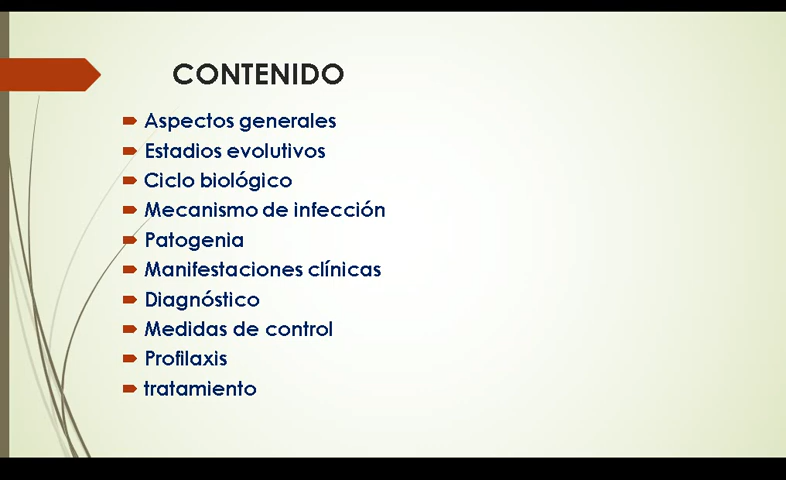 CONTENIDO
Aspectos generales
Estadios evolutivos
Ciclo biológico
Mecanismo de infección
Patogenia
Manifestaciones clínicas
Diagnóstico
Medidas de control
Profilaxis
tratamiento